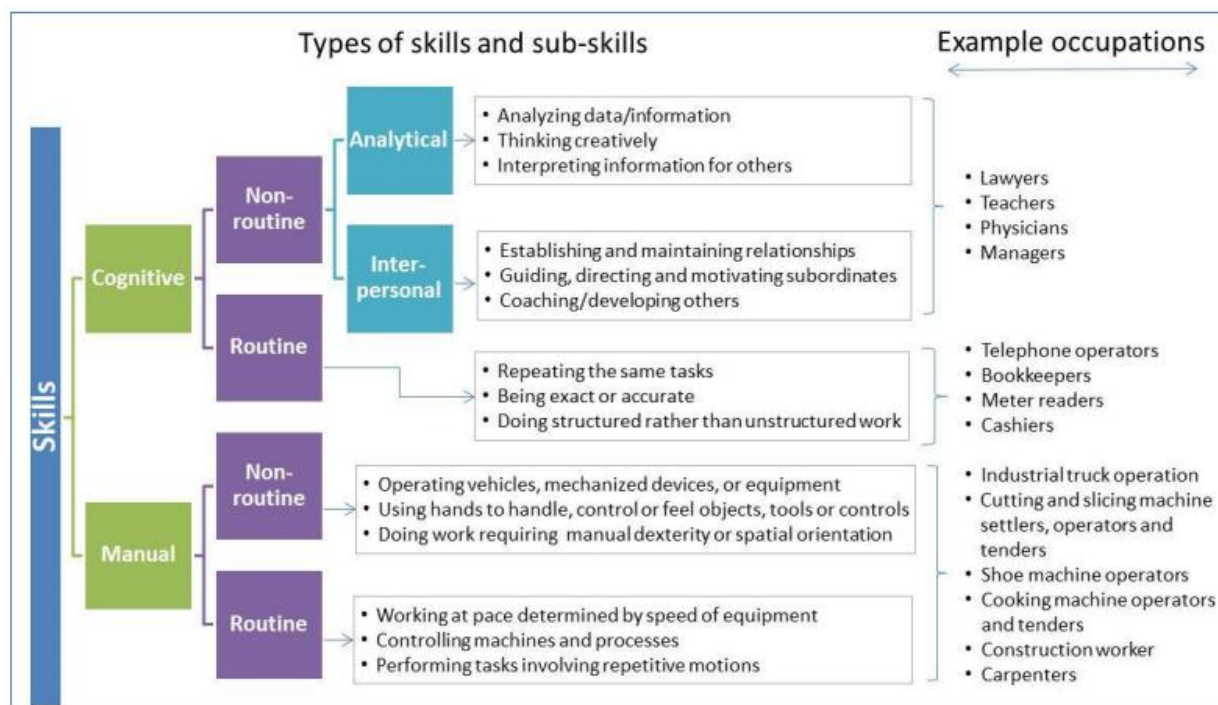 Types of skills and sub-skills
Example occupations
Skills
Cognitive
Non-
routine
Analytical
• Analyzing data/information
• Thinking creatively
• Interpreting information for others
Inter-
personal
• Establishing and maintaining relationships
• Guiding, directing and motivating subordinates
• Coaching/developing others
• Lawyers
• Teachers
• Physicians
• Managers
Routine
• Repeating the same tasks
• Being exact or accurate
• Doing structured rather than unstructured work
• Telephone operators
• Bookkeepers
• Meter readers
• Cashiers
Manual
Non-
routine
• Operating vehicles, mechanized devices, or equipment
• Using hands to handle, control or feel objects, tools or controls
• Doing work requiring manual dexterity or spatial orientation
Routine
• Working at pace determined by speed of equipment
• Controlling machines and processes
• Performing tasks involving repetitive motions
• Industrial truck operation
• Cutting and slicing machine
settlers, operators and
tenders
• Shoe machine operators
• Cooking machine operators
and tenders
• Construction worker
• Carpenters